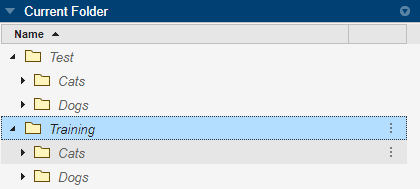 Current Folder
Name
Test
Cats
Dogs
Training
Cats
Dogs